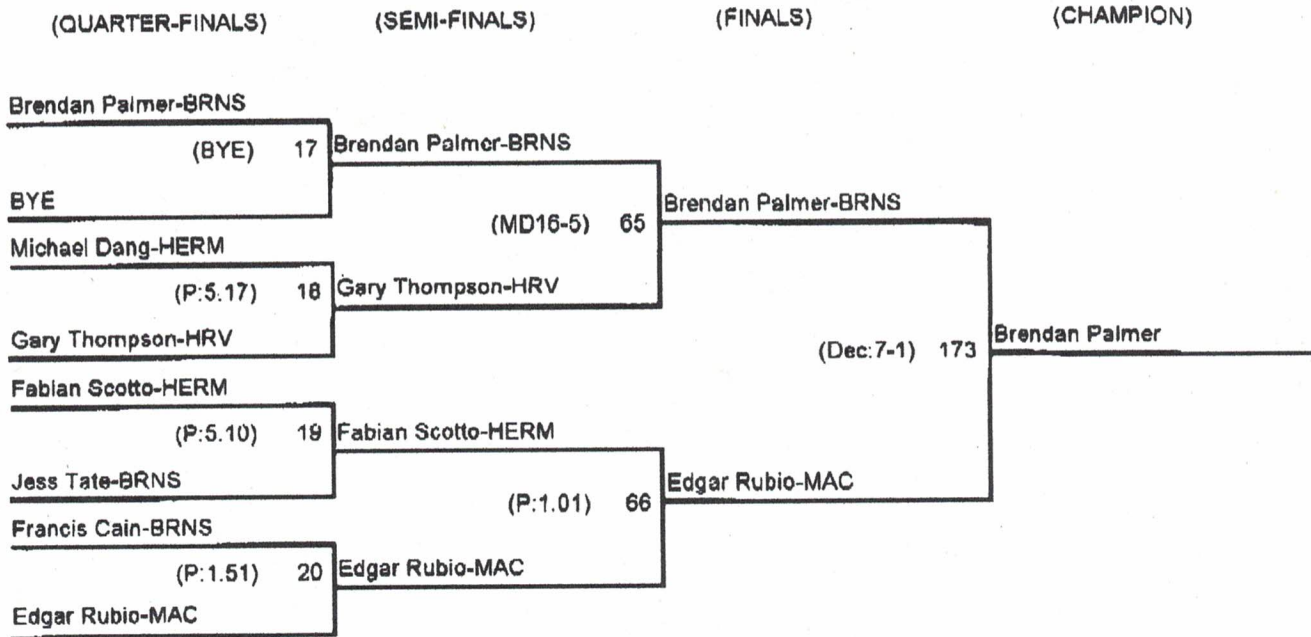 (QUARTER-FINALS) (SEMI-FINALS) (FINALS) (CHAMPION)
Brendan Palmer-BRNS
(BYE) 17 Brendan Palmer-BRNS
BYE
(MD16-5) 65 Brendan Palmer-BRNS
Michael Dang-HERM
(P:5.17) 18 Gary Thompson-HRV
Gary Thompson-HRV
(Dec:7-1) 173 Brendan Palmer
Fabian Scotto-HERM
(P:5.10) 19 Fabian Scotto-HERM
Jess Tate-BRNS
(P:1.01) 66 Edgar Rubio-MAC
Francis Cain-BRNS
(P:1.51) 20 Edgar Rubio-MAC
Edgar Rubio-MAC